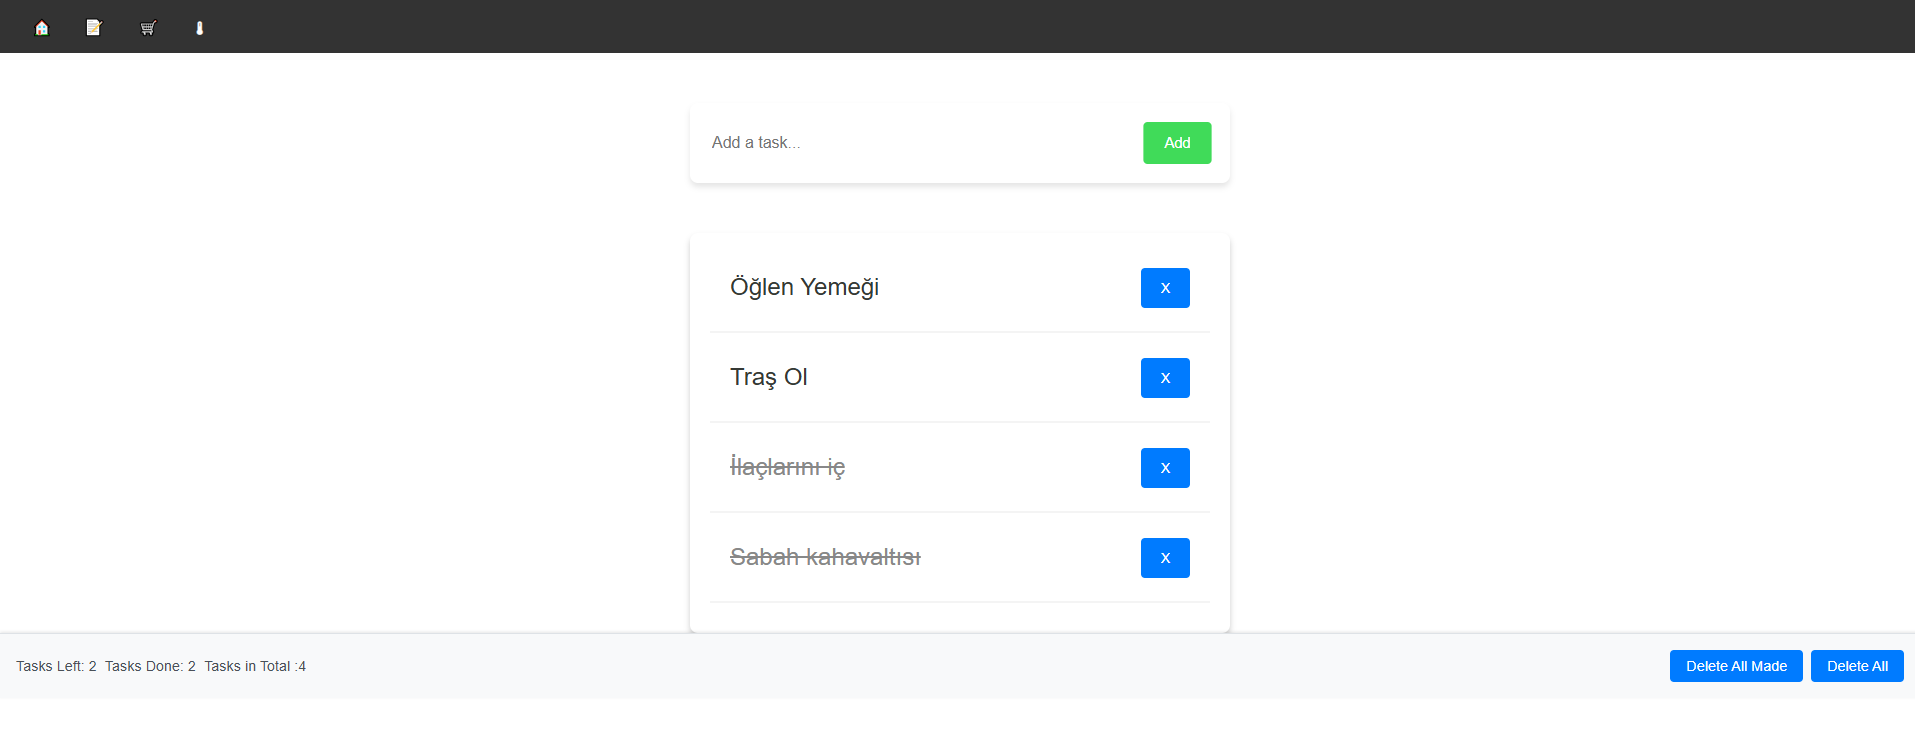 Add a task...
Add
Öğlen Yemeği
X
Traş Ol
X
İlaçlarını iç
X
Sabah kahavaltısı
X
Tasks Left: 2 Tasks Done: 2 Tasks in Total :4
Delete All Made
Delete All